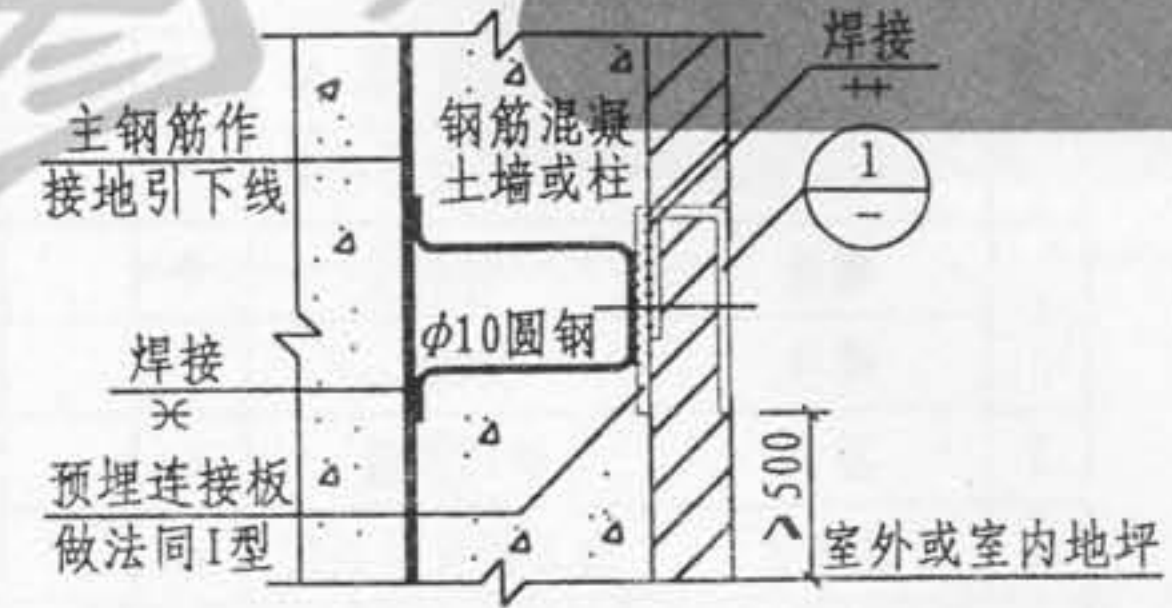 焊接
主钢筋作
接地引下线
钢筋混凝
土墙或柱
1
-
φ10圆钢
焊接
预埋连接板
做法同I型
>500
室外或室内地坪